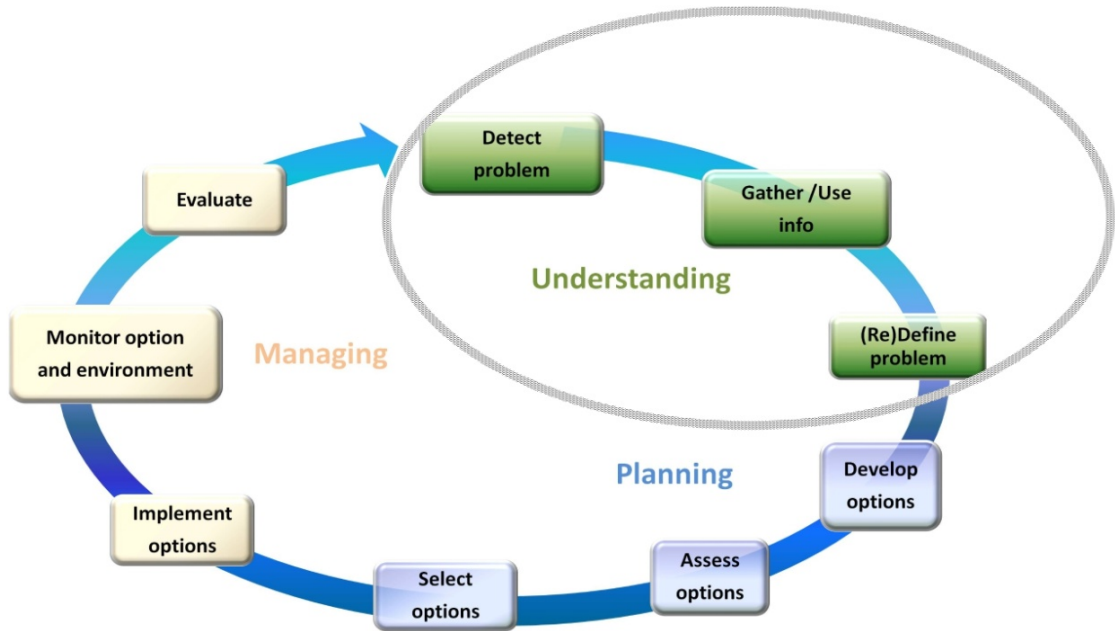 Detect
problem
Gather /Use
info
Understanding
(Re)Define
problem
Planning
Develop
options
Assess
options
Select
options
Implement
options
Managing
Monitor option
and environment
Evaluate